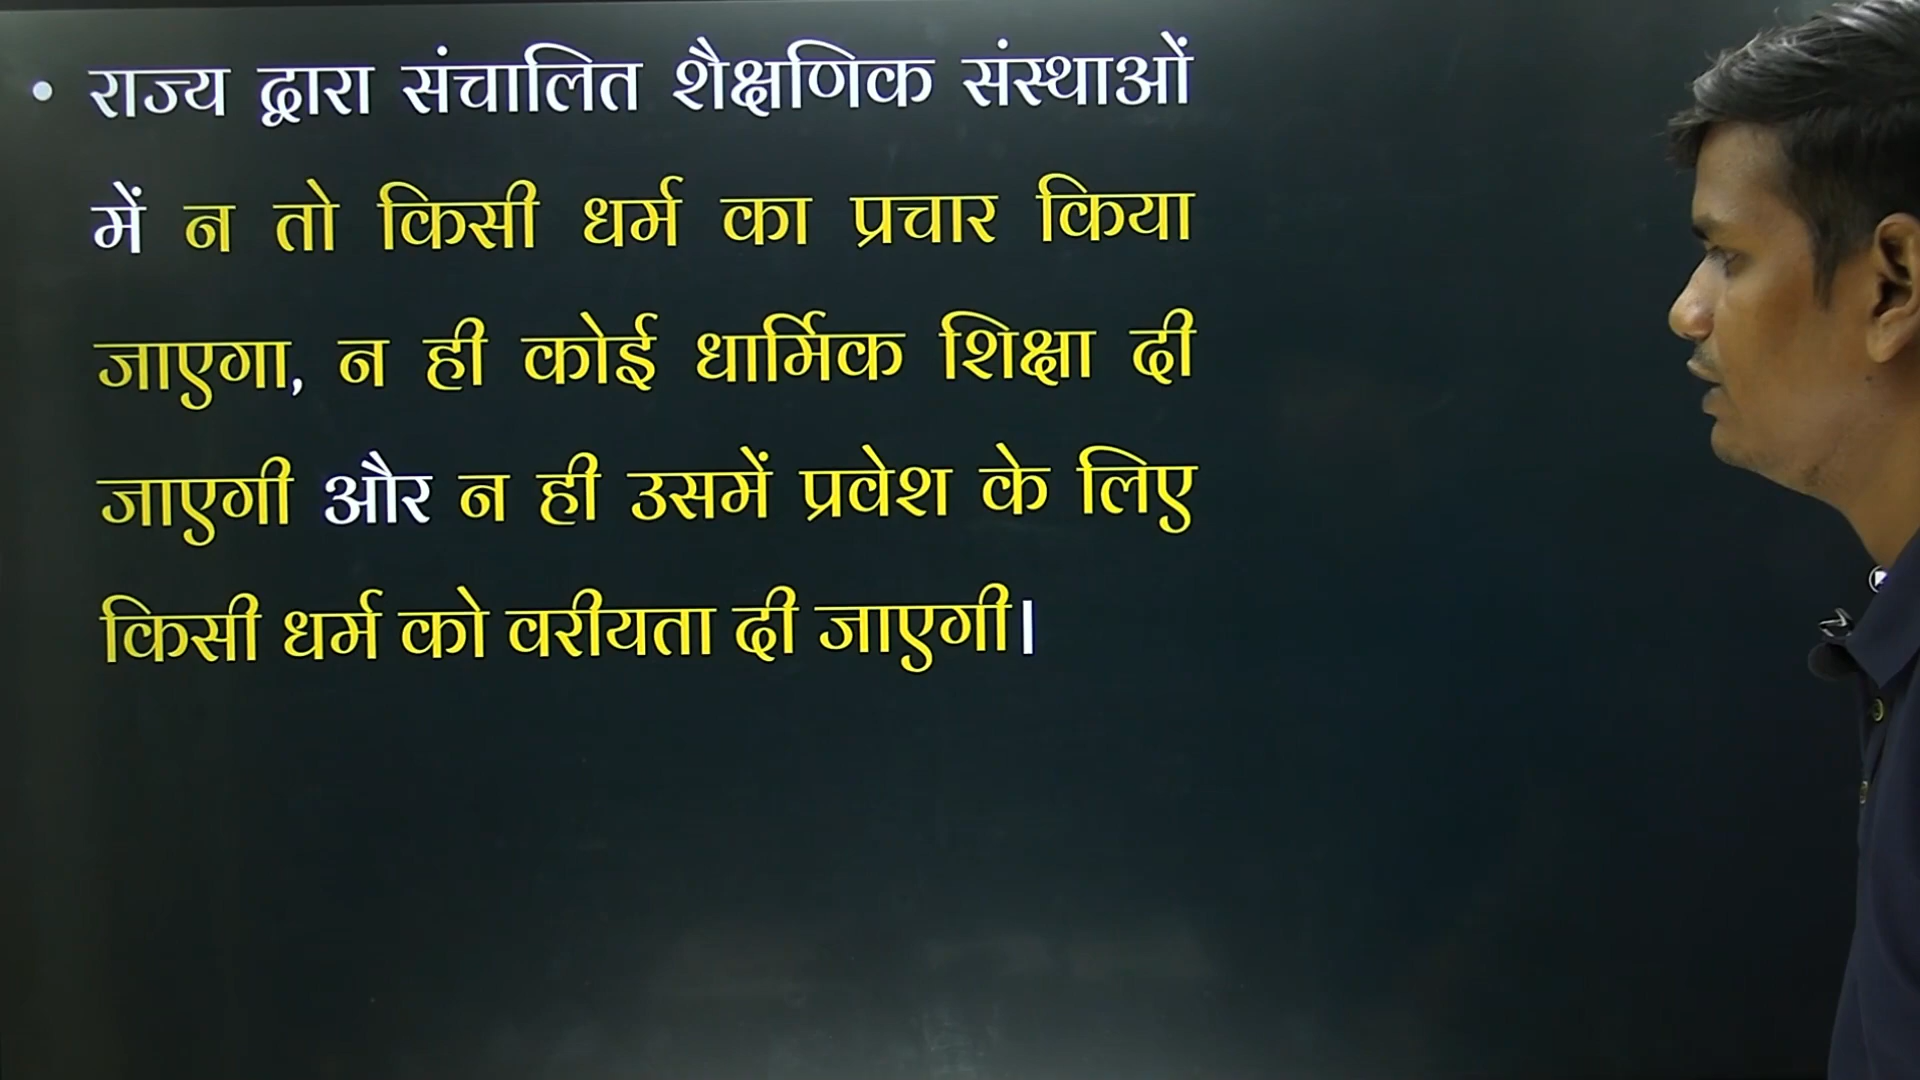 • राज्य द्वारा संचालित शैक्षणिक संस्थाओं
में न तो किसी धर्म का प्रचार किया
जाएगा, न ही कोई धार्मिक शिक्षा दी
जाएगी और न ही उसमें प्रवेश के लिए
किसी धर्म को वरीयता दी जाएगी।